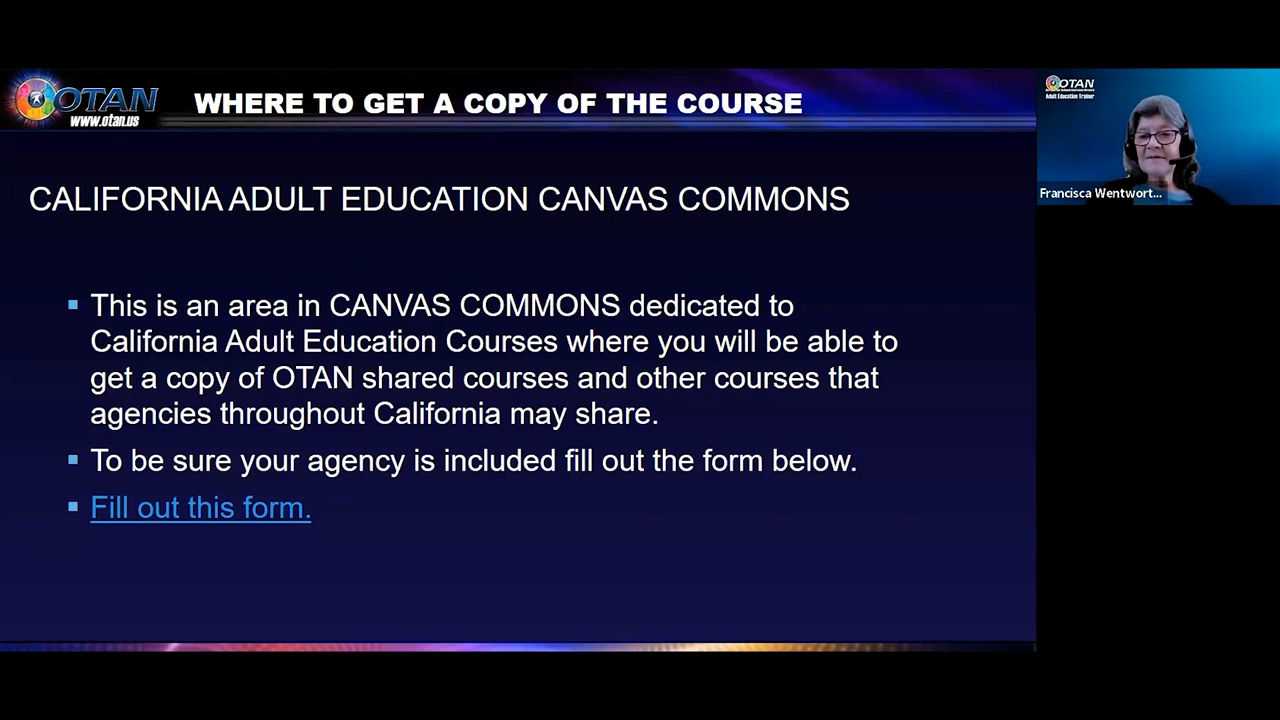 OTAN
www.otan.us
WHERE TO GET A COPY OF THE COURSE
CALIFORNIA ADULT EDUCATION CANVAS COMMONS
This is an area in CANVAS COMMONS dedicated to
California Adult Education Courses where you will be able to
get a copy of OTAN shared courses and other courses that
agencies throughout California may share.
To be sure your agency is included fill out the form below.
Fill out this form.
OTAN
Adult Education Trainer
Francisca Wentwort...